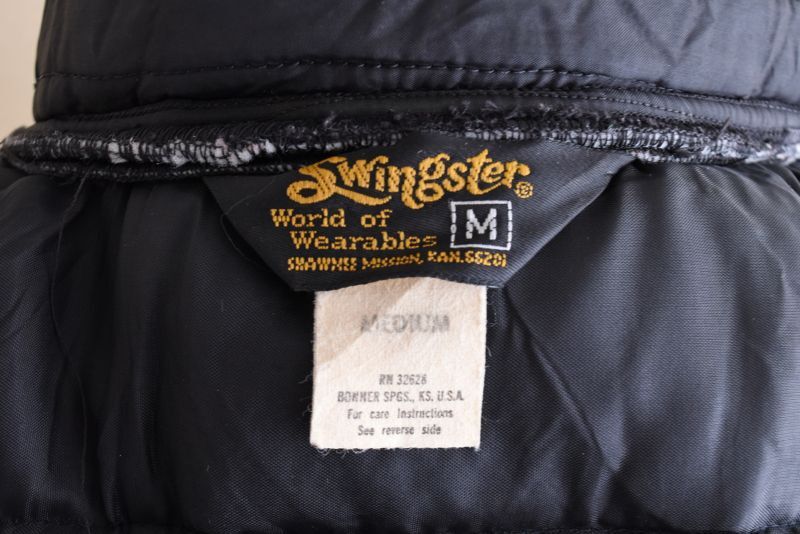 Swingster®
World of
Wearables M
SHAWNEE MISSION, KAN. 66201
MEDIUM
RN 32628
BONNER SPGS., KS. U.S.A.
For care Instructions
See reverse side